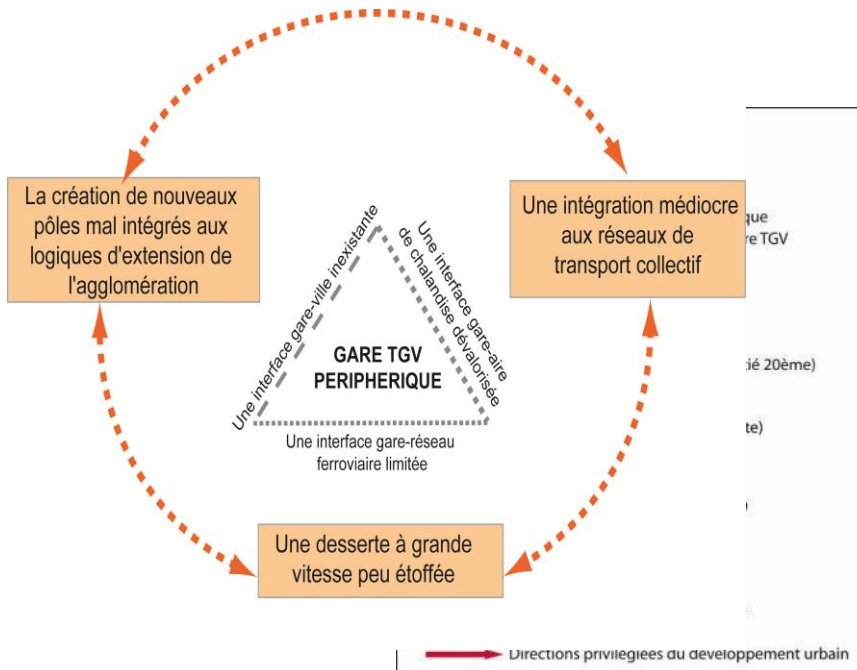 La création de nouveaux
pôles mal intégrés aux
logiques d'extension de
l'agglomération
Une intégration médiocre
aux réseaux de
transport collectif
Une interface gare-ville inexistante
Une interface gare-aire
de chalandise dévalorisée
GARE TGV
PERIPHERIQUE
Une interface gare-réseau
ferroviaire limitée
Une desserte à grande
vitesse peu étoffée
TGV
20ème)
Directions privilégiées du développement urbain